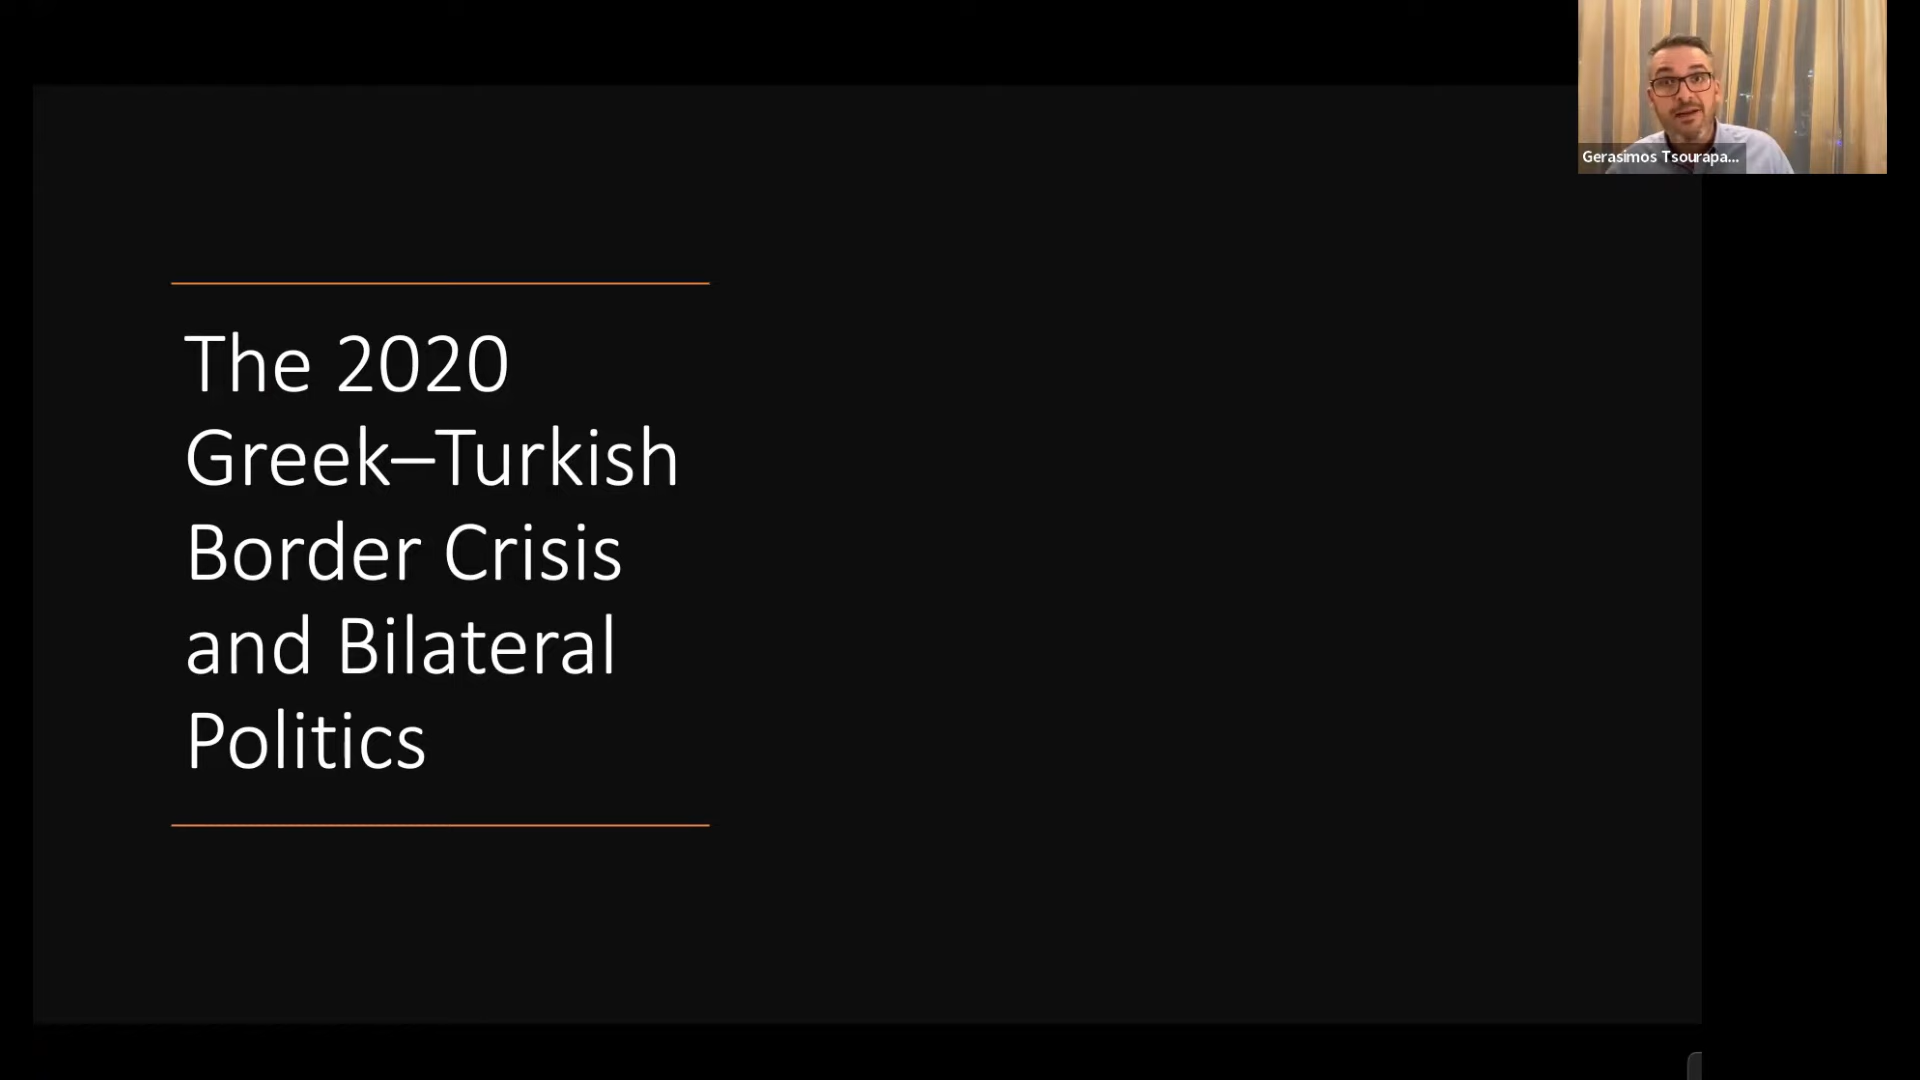 Gerasimos Tsourapa...
The 2020
Greek–Turkish
Border Crisis
and Bilateral
Politics